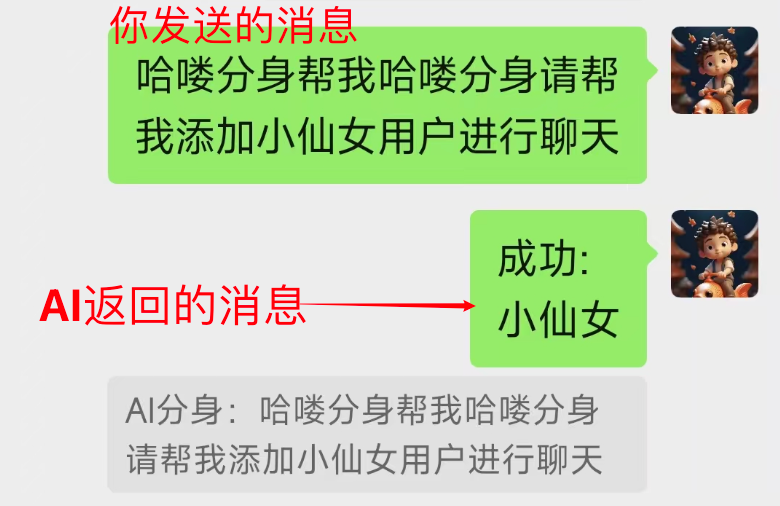 你发送的消息
哈喽分身帮我哈喽分身请帮
我添加小仙女用户进行聊天
成功:
小仙女
AI返回的消息
AI分身：哈喽分身帮我哈喽分身
请帮我添加小仙女用户进行聊天